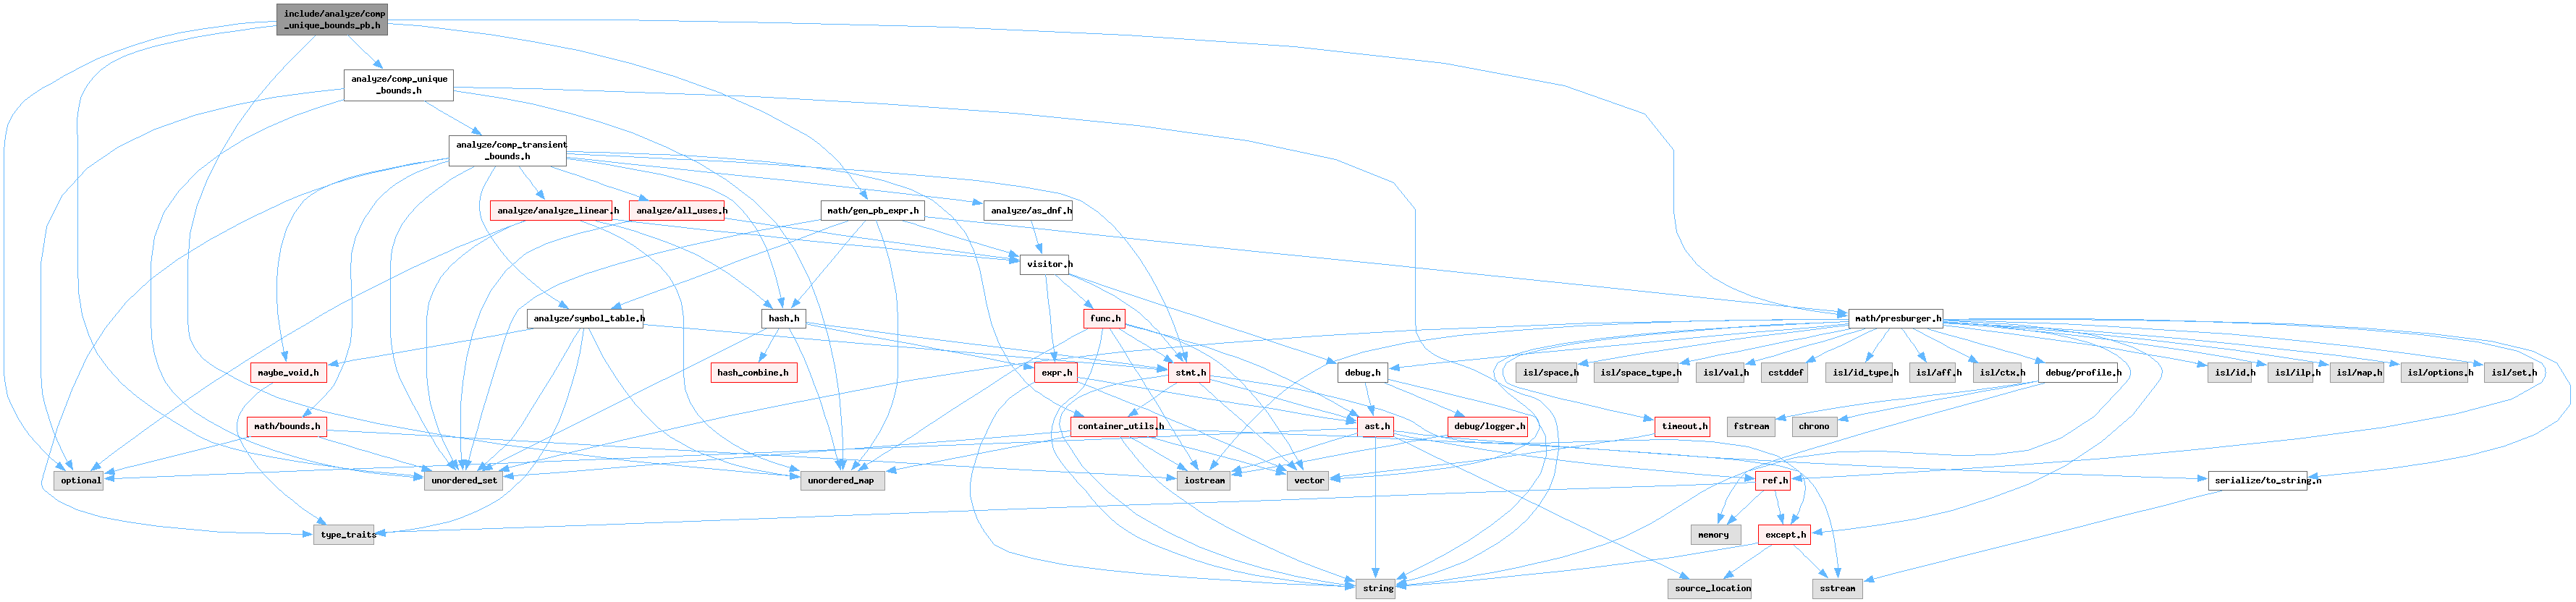 include/analyze/comp
_unique_bounds_pb.h
analyze/comp_unique
_bounds.h
analyze/comp_transient
_bounds.h
analyze/analyze_linear.h
analyze/all_uses.h
math/gen_pb_expr.h
analyze/as_dnf.h
visitor.h
analyze/symbol_table.h
hash.h
func.h
math/presburger.h
maybe_void.h
hash_combine.h
expr.h
stmt.h
debug.h
isl/space.h
isl/space_type.h
isl/val.h
cstddef
isl/id_type.h
isl/aff.h
isl/ctx.h
debug/profile.h
isl/id.h
isl/ilp.h
isl/map.h
isl/options.h
isl/set.h
math/bounds.h
container_utils.h
ast.h
debug/logger.h
timeout.h
fstream
chrono
optional
unordered_set
unordered_map
iostream
vector
ref.h
serialize/to_string.h
type_traits
memory
except.h
string
source_location
sstream